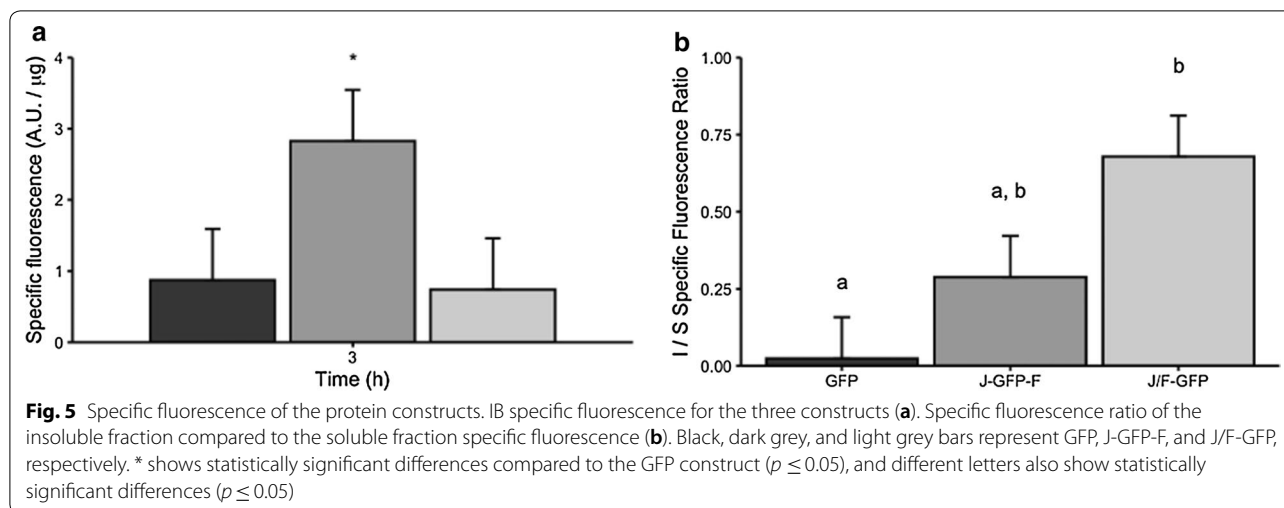 a
Specific fluorescence (A.U. / µg)
4
3
2
1
0
*
3
Time (h)
b
I / S Specific Fluorescence Ratio
1.00
0.75
0.50
0.25
0.00
a
a, b
b
GFP
J-GFP-F
J/F-GFP
Fig. 5 Specific fluorescence of the protein constructs. IB specific fluorescence for the three constructs (a). Specific fluorescence ratio of the
insoluble fraction compared to the soluble fraction specific fluorescence (b). Black, dark grey, and light grey bars represent GFP, J-GFP-F, and J/F-GFP,
respectively. * shows statistically significant differences compared to the GFP construct (p ≤ 0.05), and different letters also show statistically
significant differences (p ≤ 0.05)